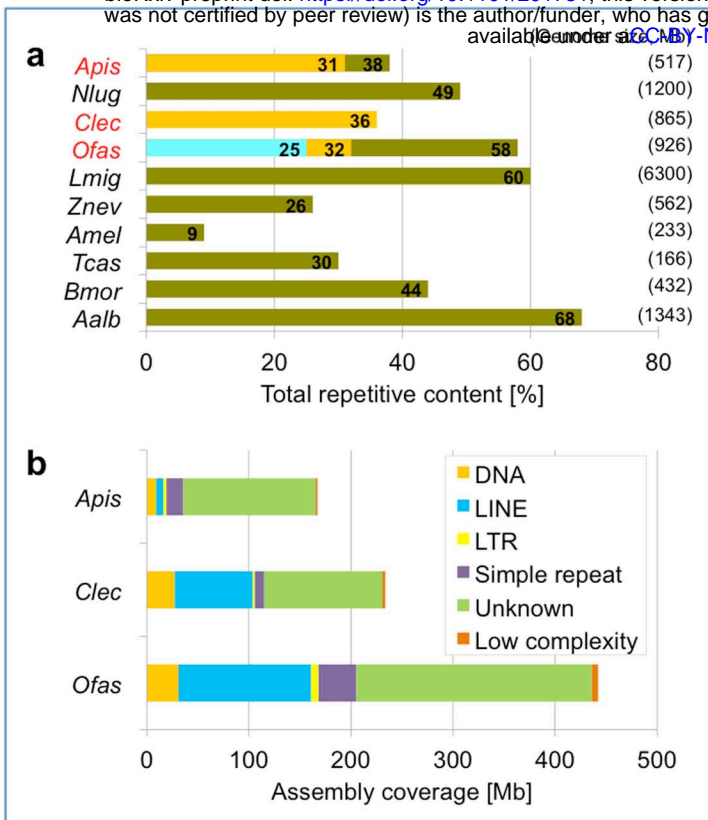 was not certified by peer review) is the author/funder, who has g
a
Apis 31 38 (517)
Nlug 49 (1200)
Clec 36 (865)
Ofas 25 32 58 (926)
Lmig 60 (6300)
Znev 26 (562)
Amel 9 (233)
Tcas 30 (166)
Bmor 44 (432)
Aalb 68 (1343)
0 20 40 60 80
Total repetitive content [%]
b
Apis
Clec
Ofas
DNA
LINE
LTR
Simple repeat
Unknown
Low complexity
0 100 200 300 400 500
Assembly coverage [Mb]